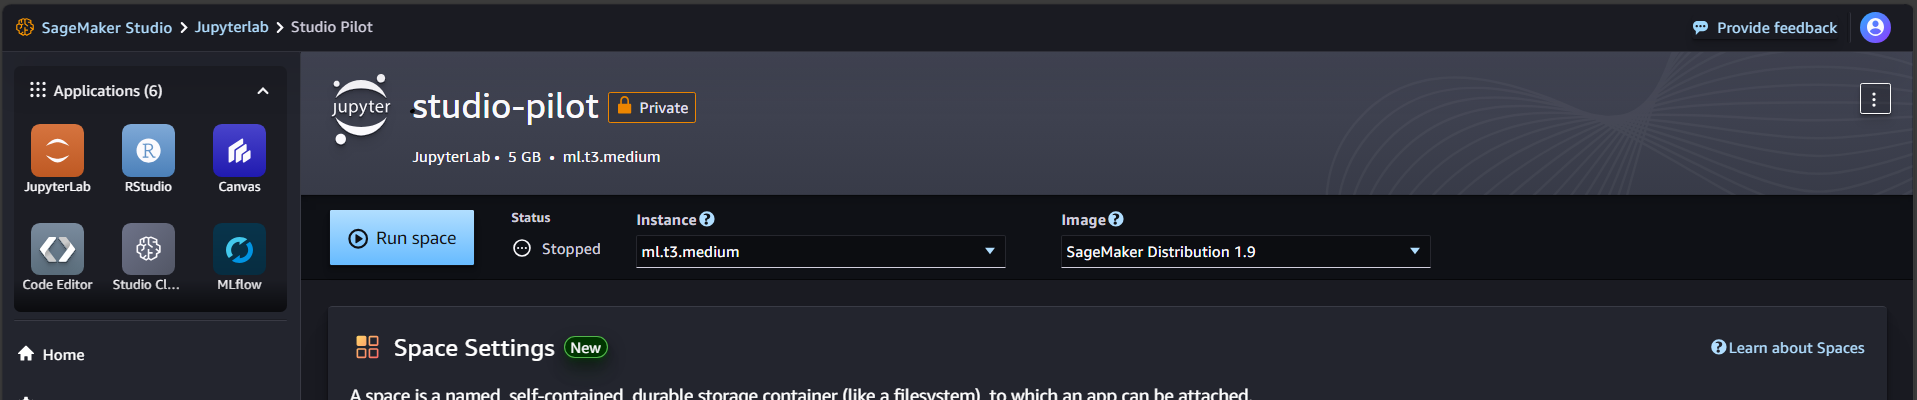 SageMaker Studio > Jupyterlab > Studio Pilot
Provide feedback
Applications (6)
JupyterLab
RStudio
Canvas
Code Editor
Studio Cl...
MLflow
Home
jupyter
studio-pilot
Private
JupyterLab • 5 GB • ml.t3.medium
Run space
Status
Stopped
Instance
ml.t3.medium
Image
SageMaker Distribution 1.9
Space Settings
New
Learn about Spaces
A space is a named, self-contained, durable storage container (like a filesystem), to which an app can be attached.